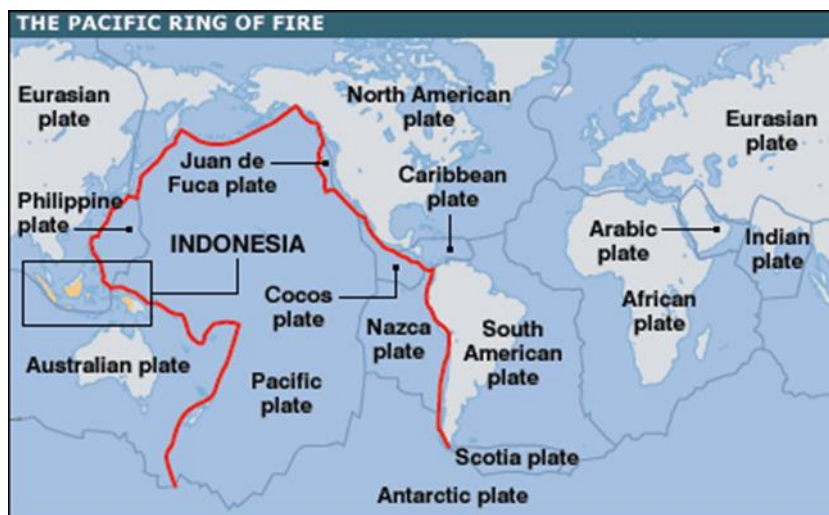 THE PACIFIC RING OF FIRE
Eurasian
plate
North American
plate
Eurasian
plate
Juan de
Fuca plate
Caribbean
plate
Philippine
plate
INDONESIA
Arabic
plate
Indian
plate
Cocos
plate
African
plate
Nazca
plate
South
American
plate
Australian plate
Pacific
plate
Scotia plate
Antarctic plate